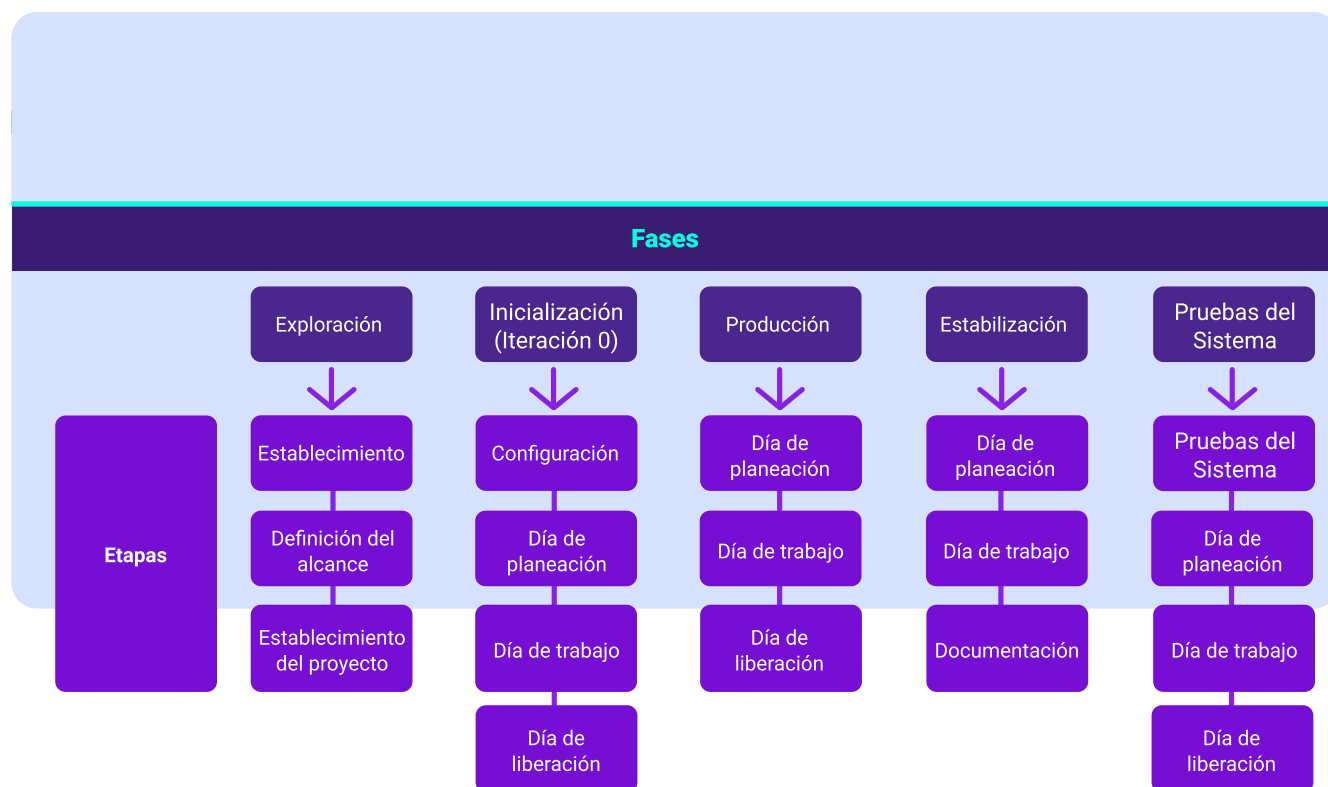 Fases
Exploración
Inicialización
(Iteración 0)
Producción
Estabilización
Pruebas del
Sistema
Etapas
Establecimiento
Definición del
alcance
Establecimiento
del proyecto
Configuración
Día de
planeación
Día de trabajo
Día de
liberación
Día de
planeación
Día de trabajo
Día de
liberación
Día de
planeación
Día de trabajo
Documentación
Pruebas del
Sistema
Día de
planeación
Día de trabajo
Día de
liberación